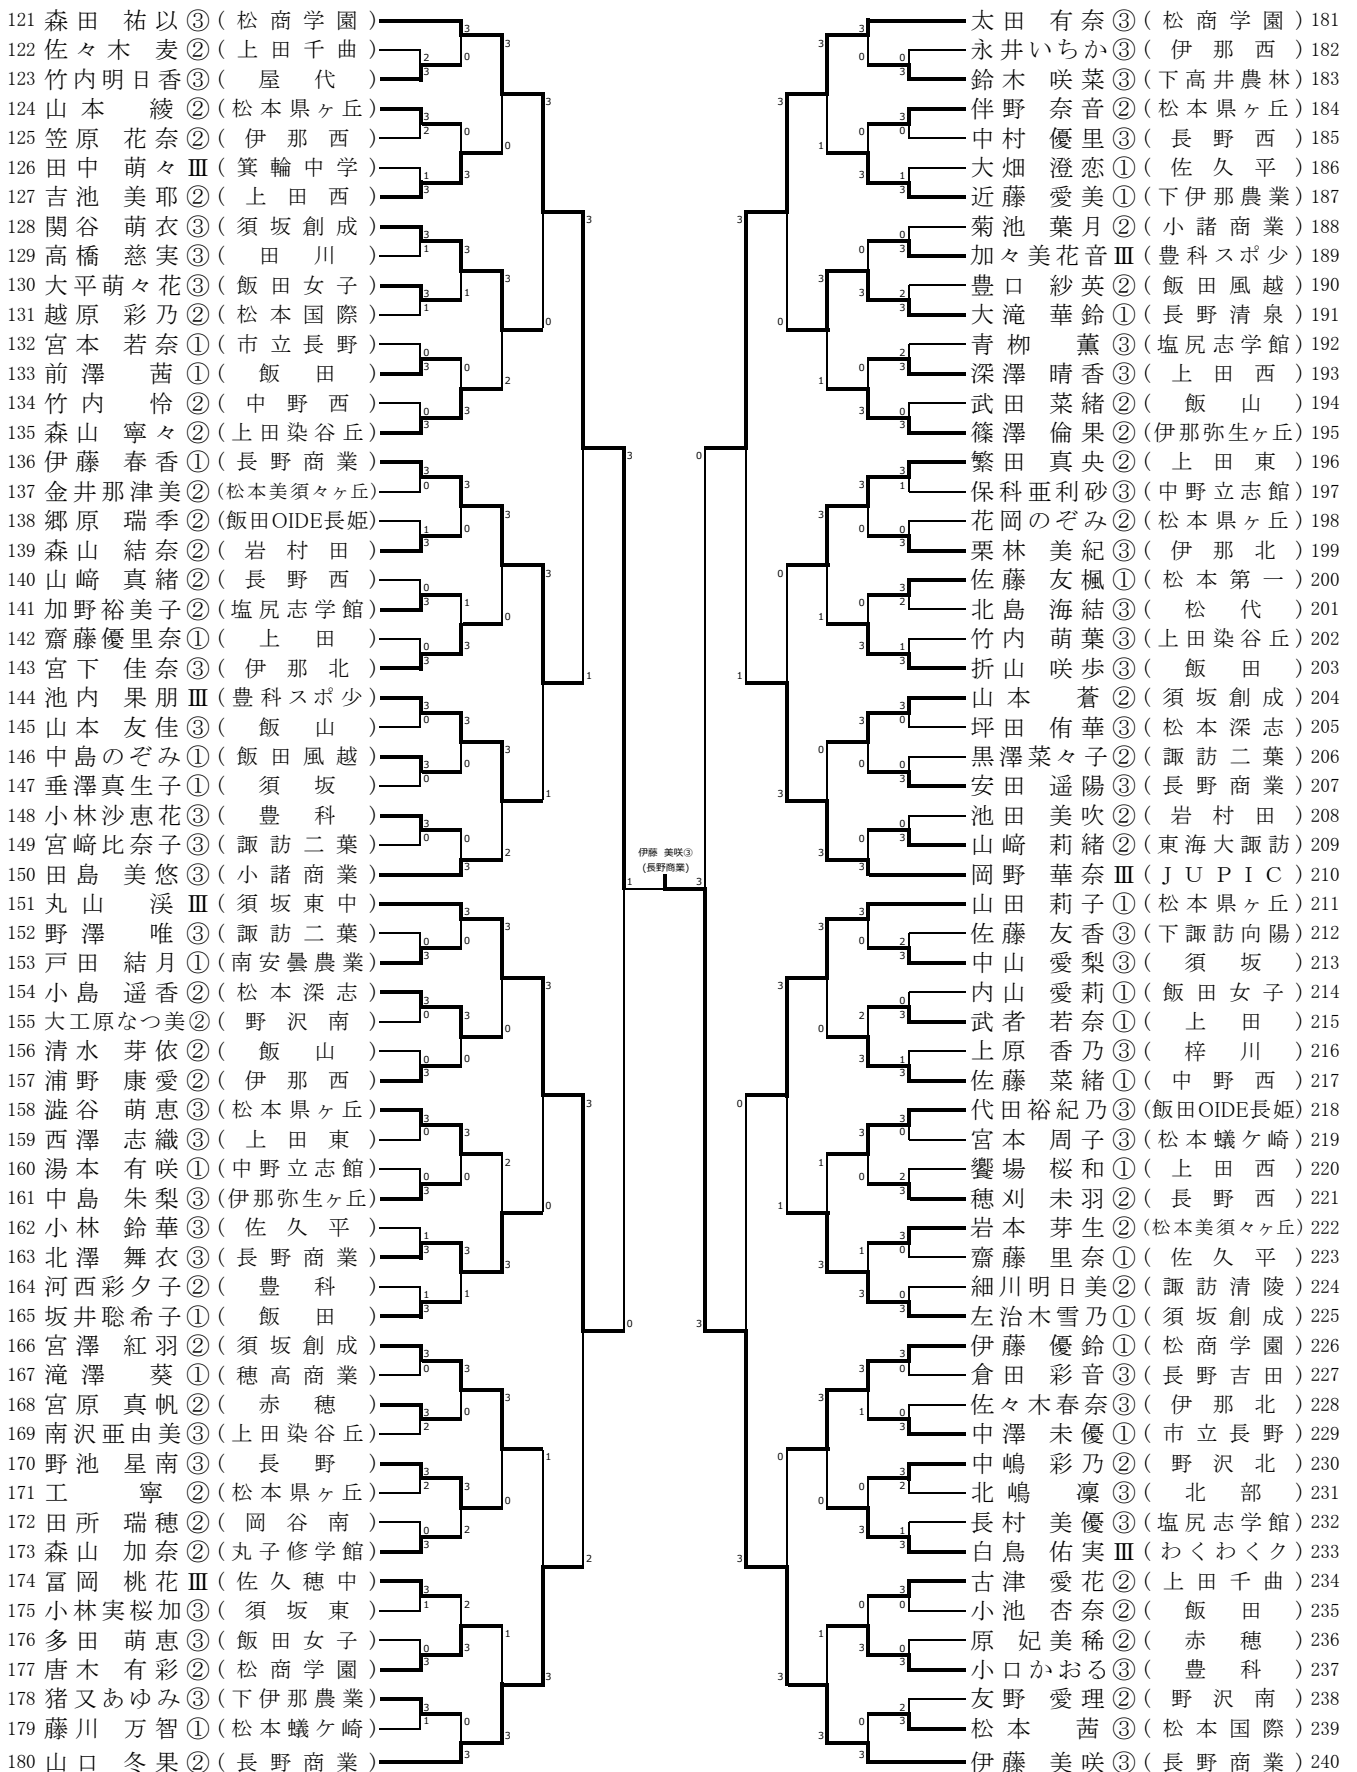 121 森田 祐以③(松商学園)
122 佐々木 麦②(上田千曲)
123 竹内明日香③(屋代)
124 山本 綾②(松本県ヶ丘)
125 笠原 花奈②(伊那西)
126 田中 萌々Ⅲ(箕輪中学)
127 吉池 美耶②(上田西)
128 関谷 萌衣③(須坂創成)
129 高橋 慈実③(田川)
130 大平萌々花③(飯田女子)
131 越原 彩乃②(松本国際)
132 宮本 若奈①(市立長野)
133 前澤 茜①(飯田)
134 竹内 怜②(中野西)
135 森山 寧々②(上田染谷丘)
136 伊藤 春香①(長野商業)
137 金井那津美②(松本美須々ヶ丘)
138 郷原 瑞季②(飯田OIDE長姫)
139 森山 結奈②(岩村田)
140 山﨑 真緒②(長野西)
141 加野裕美子②(塩尻志学館)
142 齋藤優里奈①(上田)
143 宮下 佳奈③(伊那北)
144 池内 果朋Ⅲ(豊科スポ少)
145 山本 友佳③(飯山)
146 中島のぞみ①(飯田風越)
147 垂澤真生子①(須坂)
148 小林沙恵花③(豊科)
149 宮﨑比奈子③(諏訪二葉)
150 田島 美悠③(小諸商業)
151 丸山 渓Ⅲ(須坂東中)
152 野澤 唯③(諏訪二葉)
153 戸田 結月①(南安曇農業)
154 小島 遥香②(松本深志)
155 大工原なつ美②(野沢南)
156 清水 芽依②(飯山)
157 浦野 康愛②(伊那西)
158 澁谷 萌恵③(松本県ヶ丘)
159 西澤 志織③(上田東)
160 湯本 有咲①(中野立志館)
161 中島 朱梨③(伊那弥生ヶ丘)
162 小林 鈴華③(佐久平)
163 北澤 舞衣③(長野商業)
164 河西彩夕子②(豊科)
165 坂井聡希子①(飯田)
166 宮澤 紅羽②(須坂創成)
167 滝澤 葵①(穂高商業)
168 宮原 真帆②(赤穂)
169 南沢亜由美③(上田染谷丘)
170 野池 星南③(長野)
171 工 寧②(松本県ヶ丘)
172 田所 瑞穂②(岡谷南)
173 森山 加奈②(丸子修学館)
174 冨岡 桃花Ⅲ(佐久穂中)
175 小林実桜加③(須坂東)
176 多田 萌恵③(飯田女子)
177 唐木 有彩②(松商学園)
178 猪又あゆみ③(下伊那農業)
179 藤川 万智①(松本蟻ケ崎)
180 山口 冬果②(長野商業)
伊藤 美咲③
(長野商業)
太田 有奈③(松商学園)181
永井いちか③(伊那西)182
鈴木 咲菜③(下高井農林)183
伴野 奈音②(松本県ヶ丘)184
中村 優里③(長野西)185
大畑 澄恋①(佐久平)186
近藤 愛美①(下伊那農業)187
菊池 葉月②(小諸商業)188
加々美花音Ⅲ(豊科スポ少)189
豊口 紗英②(飯田風越)190
大滝 華鈴①(長野清泉)191
青栁 薫③(塩尻志学館)192
深澤 晴香③(上田西)193
武田 菜緒②(飯山)194
篠澤 倫果②(伊那弥生ヶ丘)195
繁田 真央②(上田東)196
保科亜利砂③(中野立志館)197
花岡のぞみ②(松本県ヶ丘)198
栗林 美紀③(伊那北)199
佐藤 友楓①(松本第一)200
北島 海結③(松代)201
竹内 萌葉③(上田染谷丘)202
折山 咲歩③(飯田)203
山本 蒼②(須坂創成)204
坪田 侑華③(松本深志)205
黒澤菜々子②(諏訪二葉)206
安田 遥陽③(長野商業)207
池田 美吹②(岩村田)208
山﨑 莉緒②(東海大諏訪)209
岡野 華奈Ⅲ(JUPIC)210
山田 莉子①(松本県ヶ丘)211
佐藤 友香③(下諏訪向陽)212
中山 愛梨③(須坂)213
内山 愛莉①(飯田女子)214
武者 若奈①(上田)215
上原 香乃③(梓川)216
佐藤 菜緒①(中野西)217
代田裕紀乃③(飯田OIDE長姫)218
宮本 周子③(松本蟻ケ崎)219
饗場 桜和①(上田西)220
穂刈 未羽②(長野西)221
岩本 芽生②(松本美須々ヶ丘)222
齋藤 里奈①(佐久平)223
細川明日美②(諏訪清陵)224
左治木雪乃①(須坂創成)225
伊藤 優鈴①(松商学園)226
倉田 彩音③(長野吉田)227
佐々木春奈③(伊那北)228
中澤 未優①(市立長野)229
中嶋 彩乃②(野沢北)230
北嶋 凜③(北部)231
長村 美優③(塩尻志学館)232
白鳥 佑実Ⅲ(わくわくク)233
古津 愛花②(上田千曲)234
小池 杏奈②(飯田)235
原 妃美稀②(赤穂)236
小口かおる③(豊科)237
友野 愛理②(野沢南)238
松本 茜③(松本国際)239
伊藤 美咲③(長野商業)240